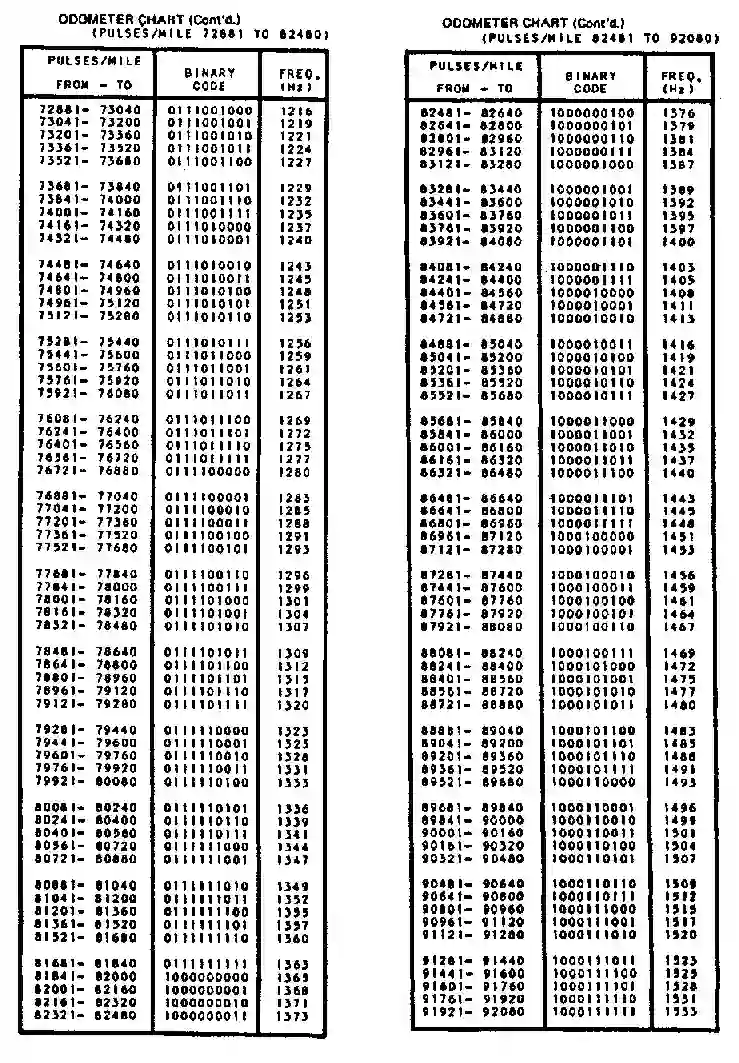 ODOMETER CHART (Cont'd.)
(PULSES/MILE 72881 TO 82480)
PULSES/MILE
FROM - TO
BINARY
CODE
FREQ.
(Hz)
72881- 73040 0111001000 1216
73041- 73200 0111001001 1219
73201- 73360 0111001010 1221
73361- 73520 0111001011 1224
73521- 73680 0111001100 1227
73681- 73840 0111001101 1229
73841- 74000 0111001110 1232
74001- 74160 0111001111 1235
74161- 74320 0111010000 1237
74321- 74480 0111010001 1240
74481- 74640 0111010010 1243
74641- 74800 0111010011 1245
74801- 74960 0111010100 1248
74961- 75120 0111010101 1251
75121- 75280 0111010110 1253
75281- 75440 0111010111 1256
75441- 75600 0111011000 1259
75601- 75760 0111011001 1261
75761- 75920 0111011010 1264
75921- 76080 0111011011 1267
76081- 76240 0111011100 1269
76241- 76400 0111011101 1272
76401- 76560 0111011110 1275
76561- 76720 0111011111 1277
76721- 76880 0111100000 1280
76881- 77040 0111100001 1283
77041- 77200 0111100010 1285
77201- 77360 0111100011 1288
77361- 77520 0111100100 1291
77521- 77680 0111100101 1293
77681- 77840 0111100110 1296
77841- 78000 0111100111 1299
78001- 78160 0111101000 1301
78161- 78320 0111101001 1304
78321- 78480 0111101010 1307
78481- 78640 0111101011 1309
78641- 78800 0111101100 1312
78801- 78960 0111101101 1315
78961- 79120 0111101110 1317
79121- 79280 0111101111 1320
79281- 79440 0111110000 1323
79441- 79600 0111110001 1325
79601- 79760 0111110010 1328
79761- 79920 0111110011 1331
79921- 80080 0111110100 1333
80081- 80240 0111110101 1336
80241- 80400 0111110110 1339
80401- 80560 0111110111 1341
80561- 80720 0111111000 1344
80721- 80880 0111111001 1347
80881- 81040 0111111010 1349
81041- 81200 0111111011 1352
81201- 81360 0111111100 1355
81361- 81520 0111111101 1357
81521- 81680 0111111110 1360
81681- 81840 0111111111 1363
81841- 82000 1000000000 1365
82001- 82160 1000000001 1368
82161- 82320 1000000010 1371
82321- 82480 1000000011 1373
ODOMETER CHART (Cont'd.)
(PULSES/MILE 82481 TO 92080)
PULSES/MILE
FROM - TO
BINARY
CODE
FREQ.
(Hz)
82481- 82640 1000000100 1376
82641- 82800 1000000101 1379
82801- 82960 1000000110 1381
82961- 83120 1000000111 1384
83121- 83280 1000001000 1387
83281- 83440 1000001001 1389
83441- 83600 1000001010 1392
83601- 83760 1000001011 1395
83761- 83920 1000001100 1397
83921- 84080 1000001101 1400
84081- 84240 1000001110 1403
84241- 84400 1000001111 1405
84401- 84560 1000010000 1408
84561- 84720 1000010001 1411
84721- 84880 1000010010 1413
84881- 85040 1000010011 1416
85041- 85200 1000010100 1419
85201- 85360 1000010101 1421
85361- 85520 1000010110 1424
85521- 85680 1000010111 1427
85681- 85840 1000011000 1429
85841- 86000 1000011001 1432
86001- 86160 1000011010 1435
86161- 86320 1000011011 1437
86321- 86480 1000011100 1440
86481- 86640 1000011101 1443
86641- 86800 1000011110 1445
86801- 86960 1000011111 1448
86961- 87120 1000100000 1451
87121- 87280 1000100001 1453
87281- 87440 1000100010 1456
87441- 87600 1000100011 1459
87601- 87760 1000100100 1461
87761- 87920 1000100101 1464
87921- 88080 1000100110 1467
88081- 88240 1000100111 1469
88241- 88400 1000101000 1472
88401- 88560 1000101001 1475
88561- 88720 1000101010 1477
88721- 88880 1000101011 1480
88881- 89040 1000101100 1483
89041- 89200 1000101101 1485
89201- 89360 1000101110 1488
89361- 89520 1000101111 1491
89521- 89680 1000110000 1493
89681- 89840 1000110001 1496
89841- 90000 1000110010 1499
90001- 90160 1000110011 1501
90161- 90320 1000110100 1504
90321- 90480 1000110101 1507
90481- 90640 1000110110 1509
90641- 90800 1000110111 1512
90801- 90960 1000111000 1515
90961- 91120 1000111001 1517
91121- 91280 1000111010 1520
91281- 91440 1000111011 1523
91441- 91600 1000111100 1525
91601- 91760 1000111101 1528
91761- 91920 1000111110 1531
91921- 92080 1000111111 1533